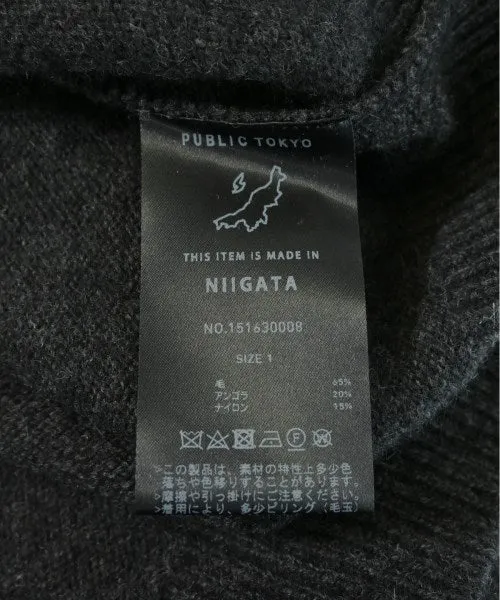 PUBLIC TOKYO
THIS ITEM IS MADE IN
NIIGATA
NO.151630008
SIZE 1
毛 65%
アンゴラ 20%
ナイロン 15%
>この製品は、素材の特性上多少色
落ちや色移りすることがあります。
>摩擦や引っ掛けにご注意ください。
>着用により、多少ピリング（毛玉）